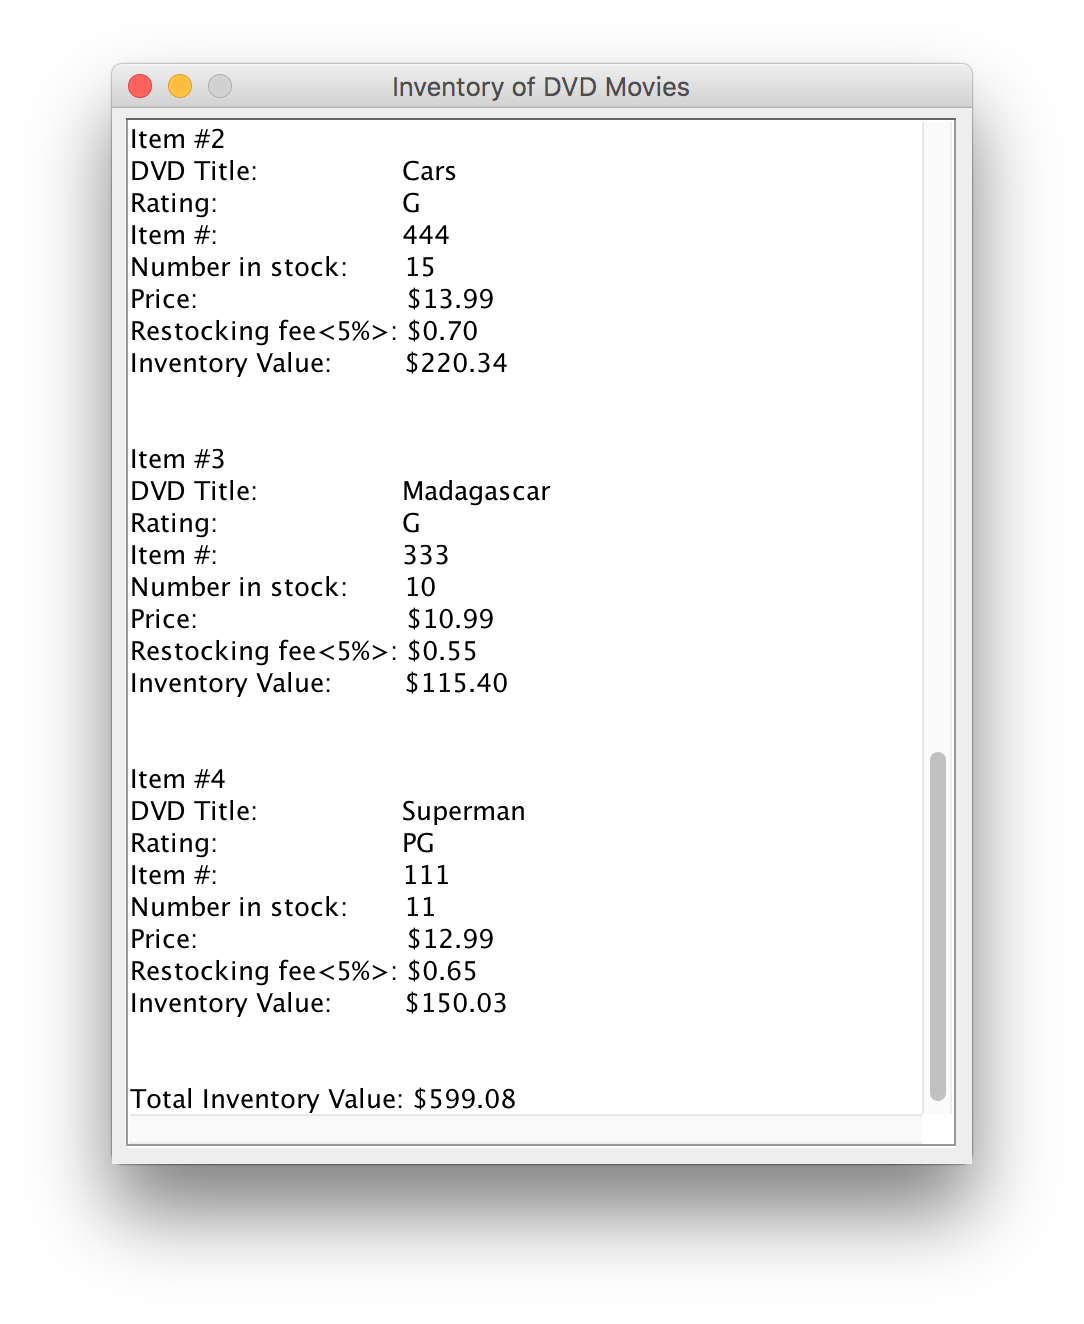 Inventory of DVD Movies
Item #2
DVD Title: Cars
Rating: G
Item #: 444
Number in stock: 15
Price: $13.99
Restocking fee<5%>: $0.70
Inventory Value: $220.34
Item #3
DVD Title: Madagascar
Rating: G
Item #: 333
Number in stock: 10
Price: $10.99
Restocking fee<5%>: $0.55
Inventory Value: $115.40
Item #4
DVD Title: Superman
Rating: PG
Item #: 111
Number in stock: 11
Price: $12.99
Restocking fee<5%>: $0.65
Inventory Value: $150.03
Total Inventory Value: $599.08